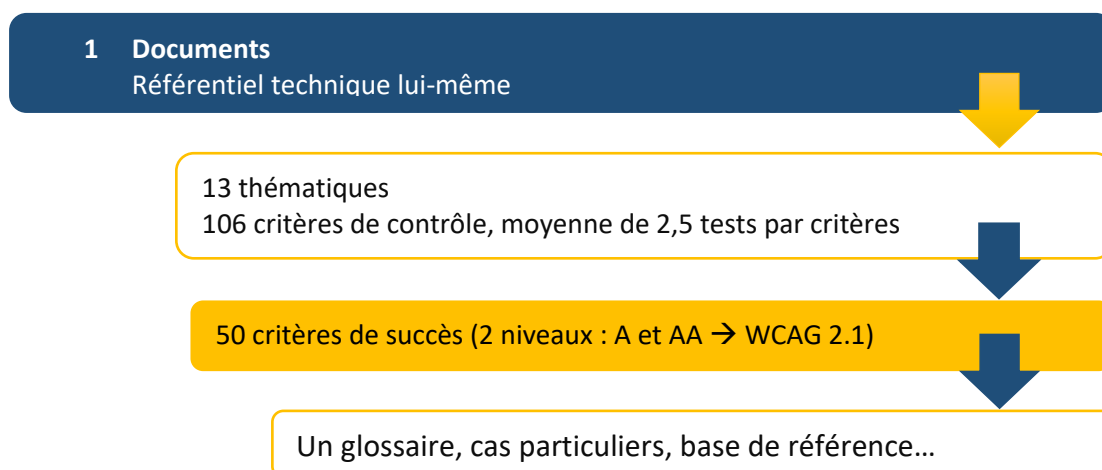 1 Documents
Référentiel technique lui-même
13 thématiques
106 critères de contrôle, moyenne de 2,5 tests par critères
50 critères de succès (2 niveaux : A et AA → WCAG 2.1)
Un glossaire, cas particuliers, base de référence…